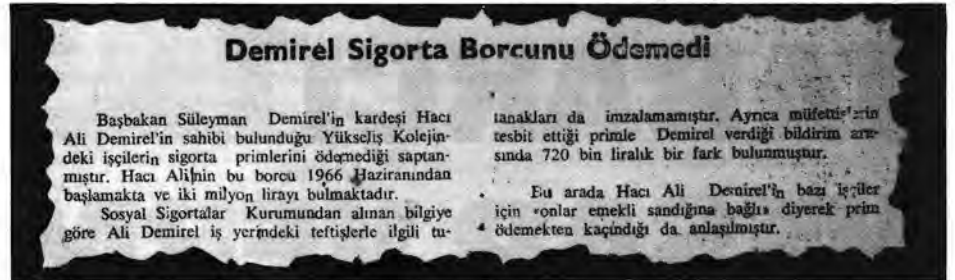 Demirel Sigorta Borcunu Ödemedi
Başbakan Süleyman Demirel'in kardeşi Hacı
Ali Demirel'in sahibi bulunduğu Yükseliş Kolejin-
deki işçilerin sigorta primlerini ödemediği saptan-
mıştır. Hacı Ali'nin bu borcu 1966 Haziranından
başlamakta ve iki milyon lirayı bulmaktadır.
Sosyal Sigortalar Kurumundan alınan bilgiye
göre Ali Demirel iş yerindeki teftişlerle ilgili tu-
tanakları da imzalamamıştır. Ayrıca müfettişlerin
tesbit ettiği primle Demirel verdiği bildirim ara-
sında 720 bin liralık bir fark bulunmuştur.
Bu arada Hacı Ali Demirel'in bazı işçiler
için «onlar emekli sandığına bağlı» diyerek prim
ödemekten kaçındığı da anlaşılmıştır.